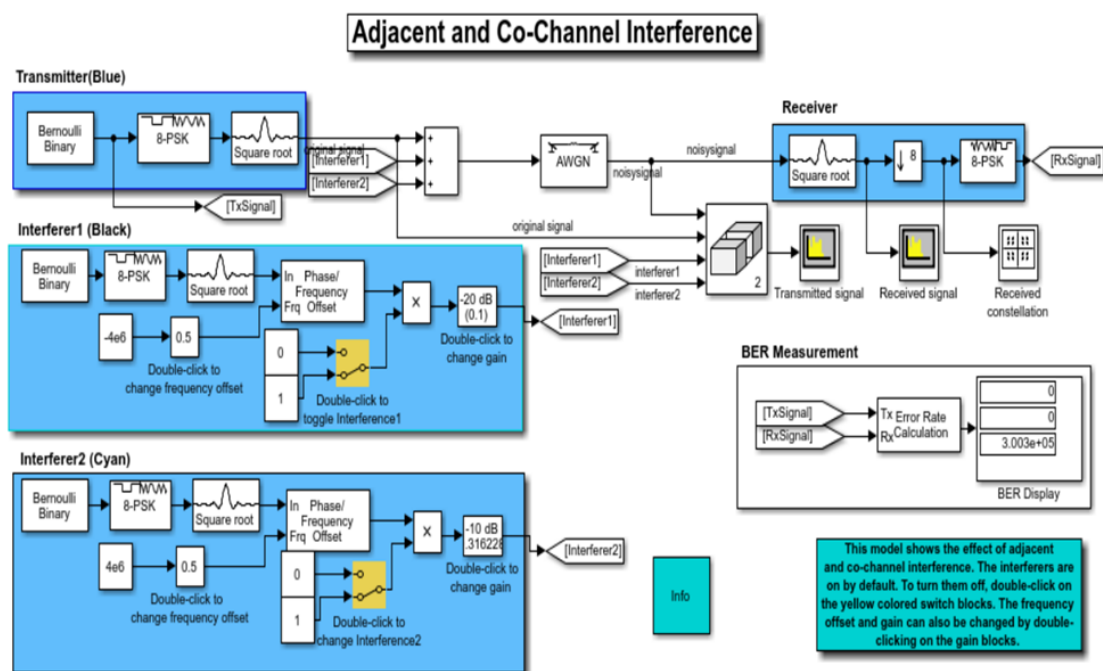 Adjacent and Co-Channel Interference
Transmitter(Blue)
Bernoulli
Binary
8-PSK
Square root
original signal
[Interferer1]
[Interferer2]
[TxSignal]
+
+
+
AWGN
noisysignal
noisysignal
original signal
[Interferer1]
[Interferer2]
interferer1
interferer2
2
Receiver
Square root
8
8-PSK
[RxSignal]
Transmitted signal
Received signal
Received
constellation
Interferer1 (Black)
Bernoulli
Binary
8-PSK
Square root
In Phase/
Frequency
Frq Offset
X
-20 dB
(0.1)
[Interferer1]
-4e6
0.5
Double-click to
change frequency offset
0
1
Double-click to
toggle Interference1
Double-click to
change gain
BER Measurement
[TxSignal]
[RxSignal]
Tx
Rx
Error Rate
Calculation
0
0
3.003e+05
BER Display
Interferer2 (Cyan)
Bernoulli
Binary
8-PSK
Square root
In Phase/
Frequency
Frq Offset
X
-10 dB
.316228
[Interferer2]
4e6
0.5
Double-click to
change frequency offset
0
1
Double-click to
change Interference2
Double-click to
change gain
Info
This model shows the effect of adjacent
and co-channel interference. The interferers are
on by default. To turn them off, double-click on
the yellow colored switch blocks. The frequency
offset and gain can also be changed by double-
clicking on the gain blocks.